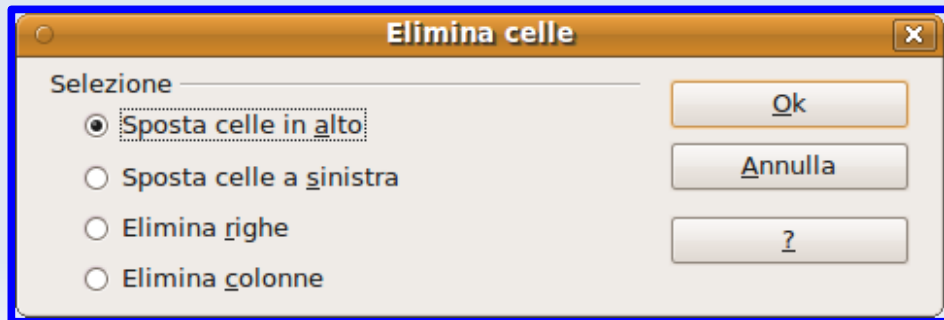 Elimina celle
Selezione
Sposta celle in alto
Sposta celle a sinistra
Elimina righe
Elimina colonne
Ok
Annulla
?